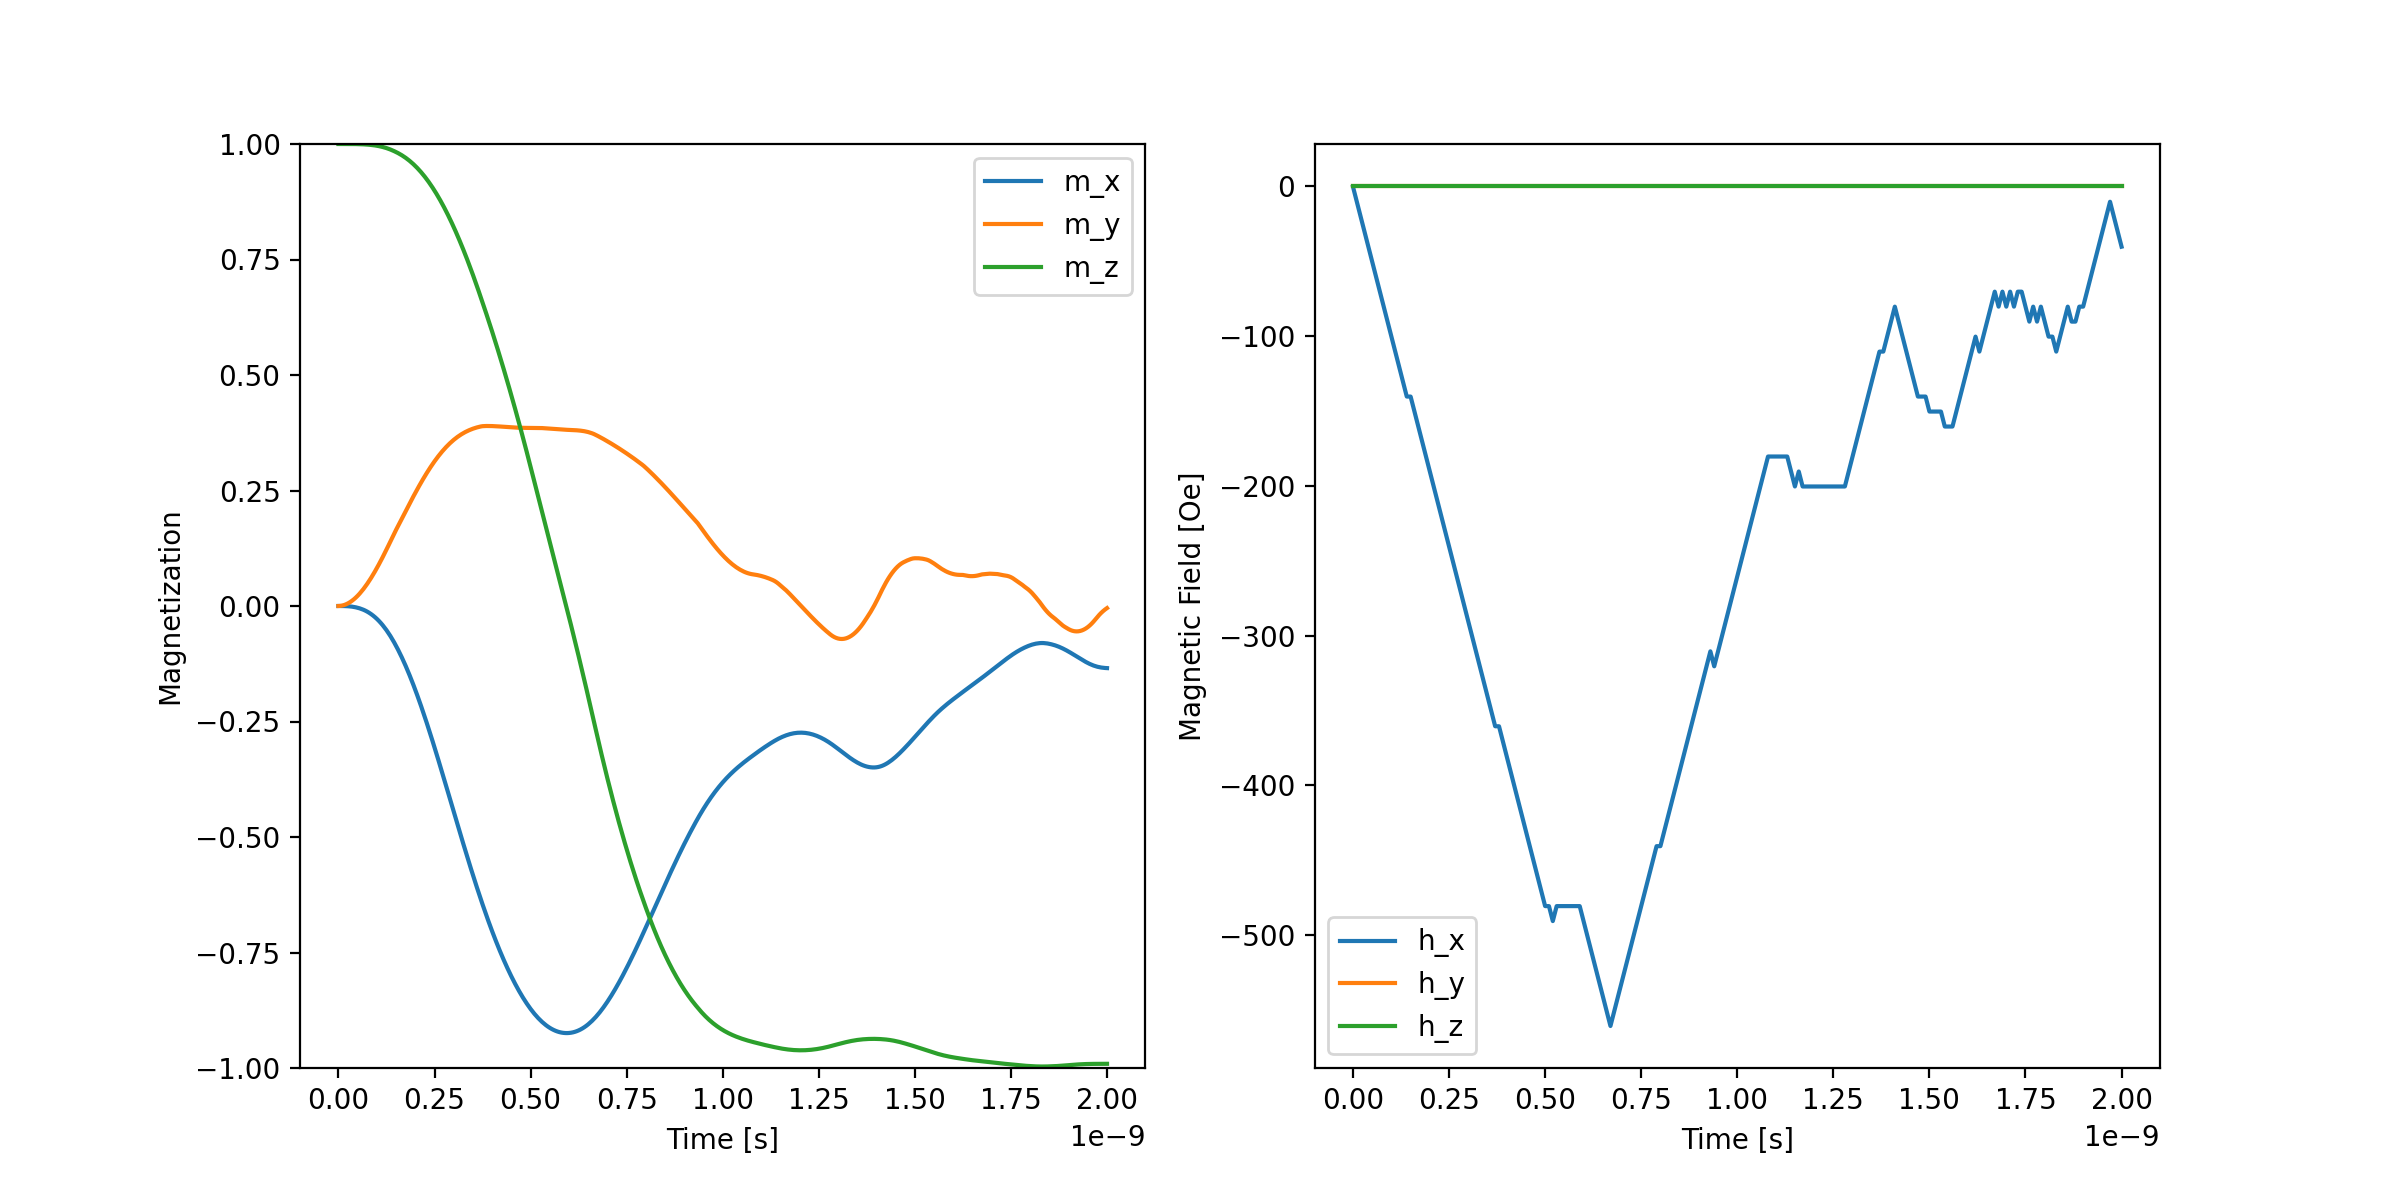 1.00
0.75
0.50
0.25
0.00
−0.25
−0.50
−0.75
−1.00
Magnetization
m_x
m_y
m_z
0.00 0.25 0.50 0.75 1.00 1.25 1.50 1.75 2.00
Time [s]
1e−9
0
−100
−200
−300
−400
−500
Magnetic Field [Oe]
h_x
h_y
h_z
0.00 0.25 0.50 0.75 1.00 1.25 1.50 1.75 2.00
Time [s]
1e−9